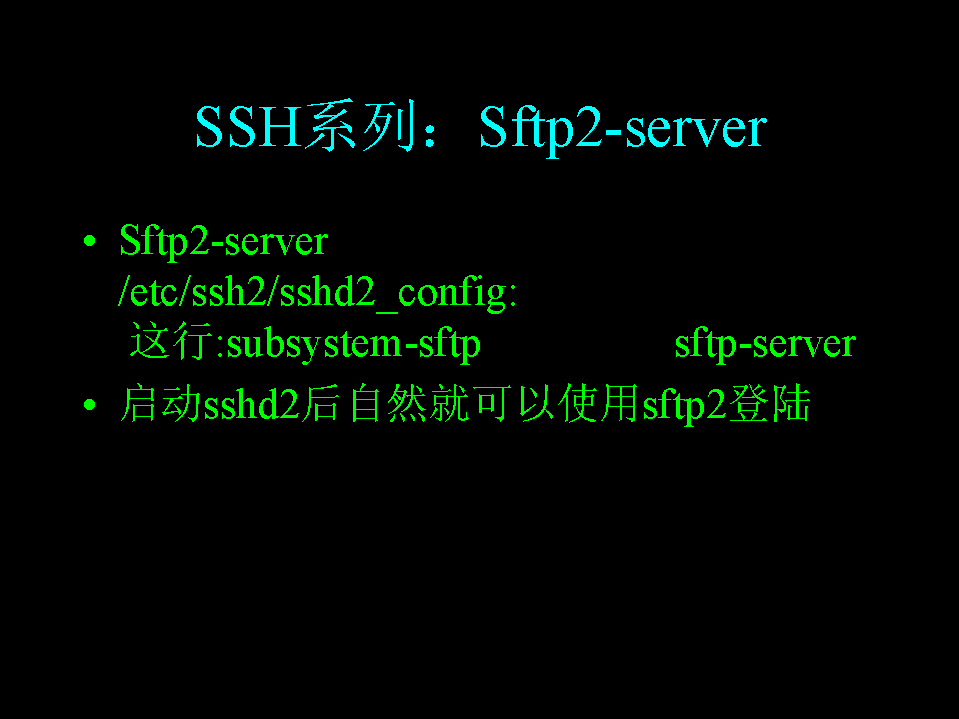 SSH系列：Sftp2-server
• Sftp2-server
/etc/ssh2/sshd2_config:
这行:subsystem-sftp sftp-server
• 启动sshd2后自然就可以使用sftp2登陆